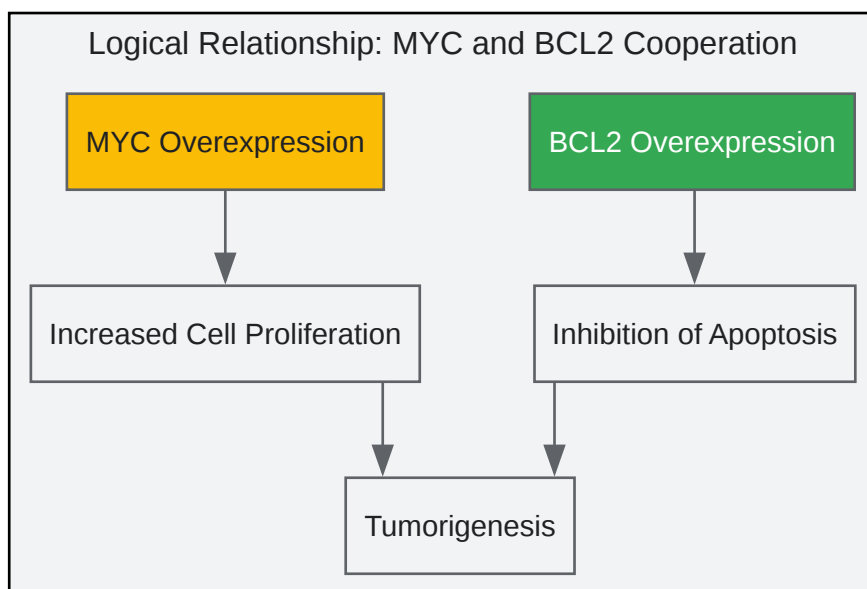 Logical Relationship: MYC and BCL2 Cooperation
MYC Overexpression
BCL2 Overexpression
Increased Cell Proliferation
Inhibition of Apoptosis
Tumorigenesis